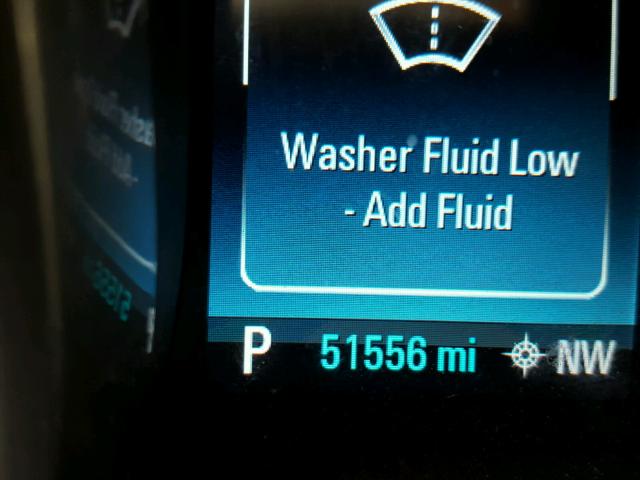 Washer Fluid Low
- Add Fluid
P 51556 mi NW